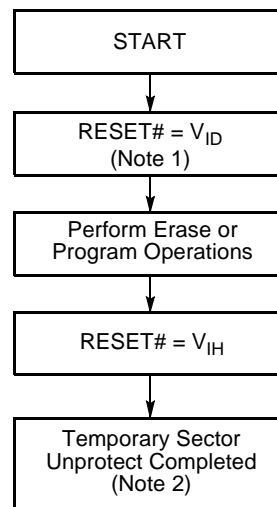 START
RESET# = VID
(Note 1)
Perform Erase or
Program Operations
RESET# = VIH
Temporary Sector
Unprotect Completed
(Note 2)